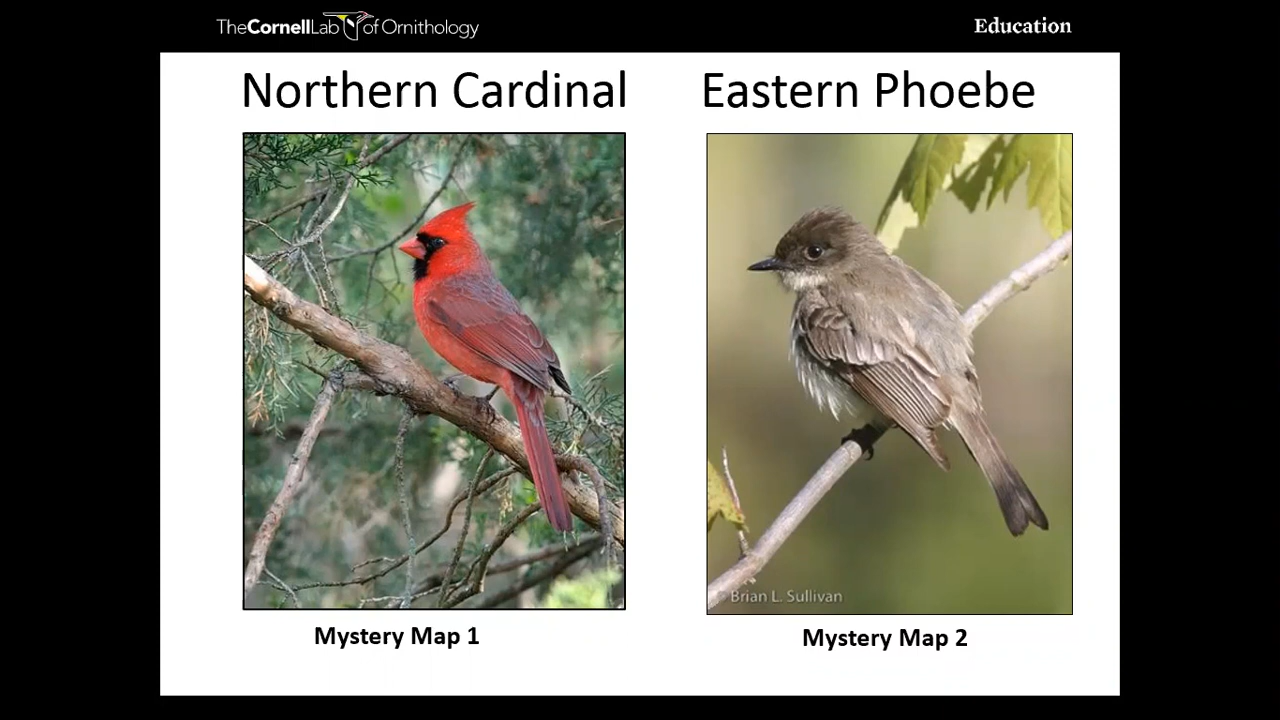 TheCornellLab of Ornithology
Education
Northern Cardinal
Eastern Phoebe
© Brian L. Sullivan
Mystery Map 1
Mystery Map 2